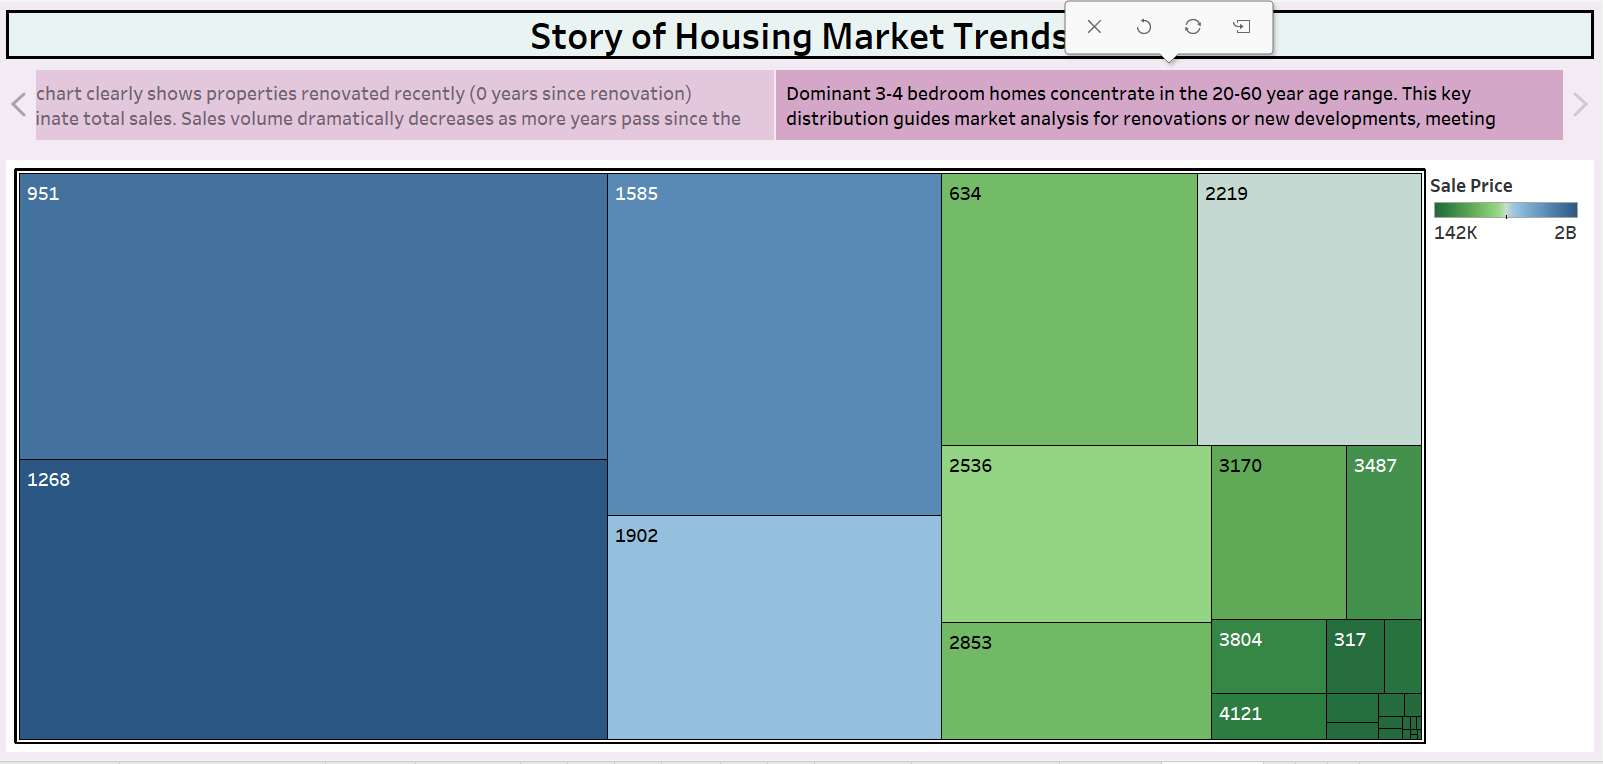 Story of Housing Market Trends
chart clearly shows properties renovated recently (0 years since renovation)
inate total sales. Sales volume dramatically decreases as more years pass since the
Dominant 3-4 bedroom homes concentrate in the 20-60 year age range. This key
distribution guides market analysis for renovations or new developments, meeting
951
1585
634
2219
Sale Price
142K 2B
1268
2536
3170
3487
1902
2853
3804
317
4121